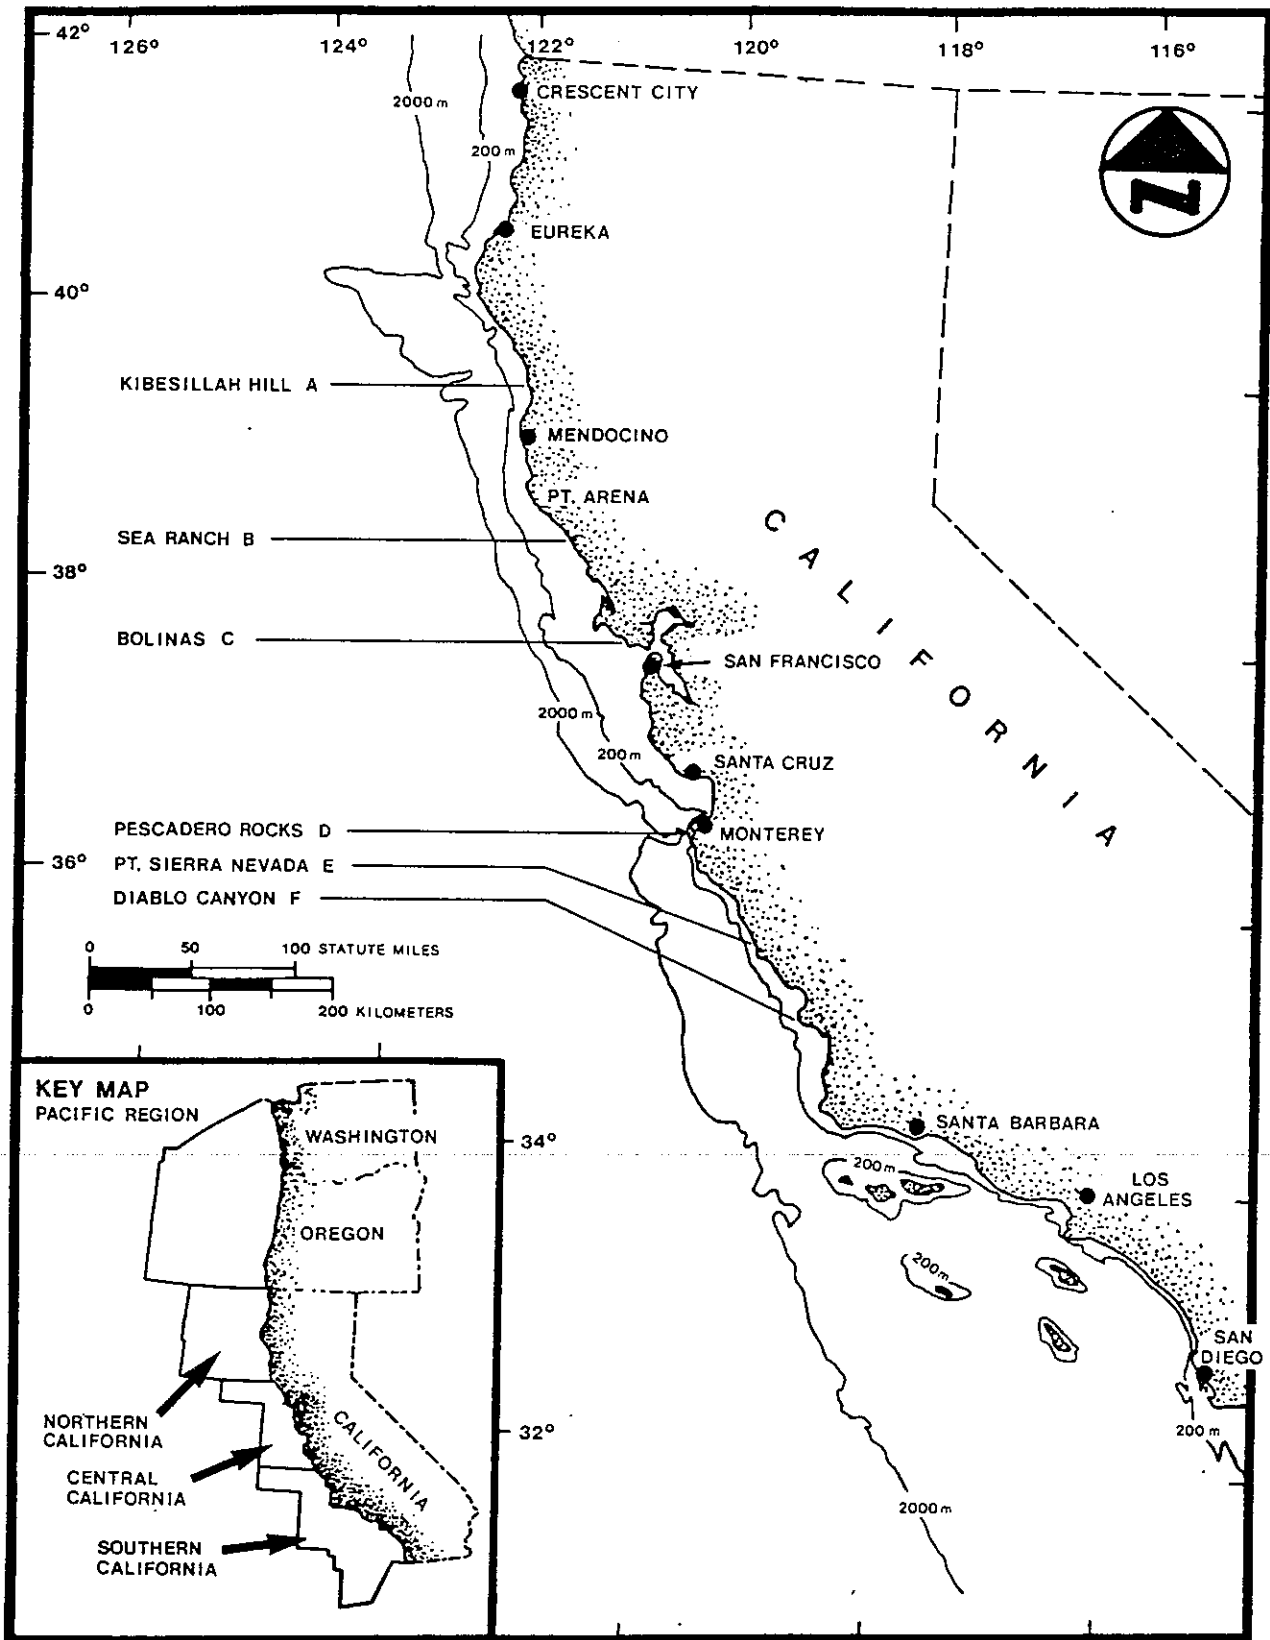 42°
126°
124°
122°
120°
118°
116°
CRESCENT CITY
2000 m
200 m
N
EUREKA
40°
KIBESILLAH HILL A
MENDOCINO
PT. ARENA
SEA RANCH B
38°
BOLINAS C
SAN FRANCISCO
CALIFORNIA
2000 m
200 m
SANTA CRUZ
PESCADERO ROCKS D
MONTEREY
36°
PT. SIERRA NEVADA E
DIABLO CANYON F
0 50 100 STATUTE MILES
0 100 200 KILOMETERS
34°
SANTA BARBARA
200 m
LOS
ANGELES
200 m
SAN
DIEGO
200 m
32°
2000 m
KEY MAP
PACIFIC REGION
WASHINGTON
OREGON
CALIFORNIA
NORTHERN
CALIFORNIA
CENTRAL
CALIFORNIA
SOUTHERN
CALIFORNIA